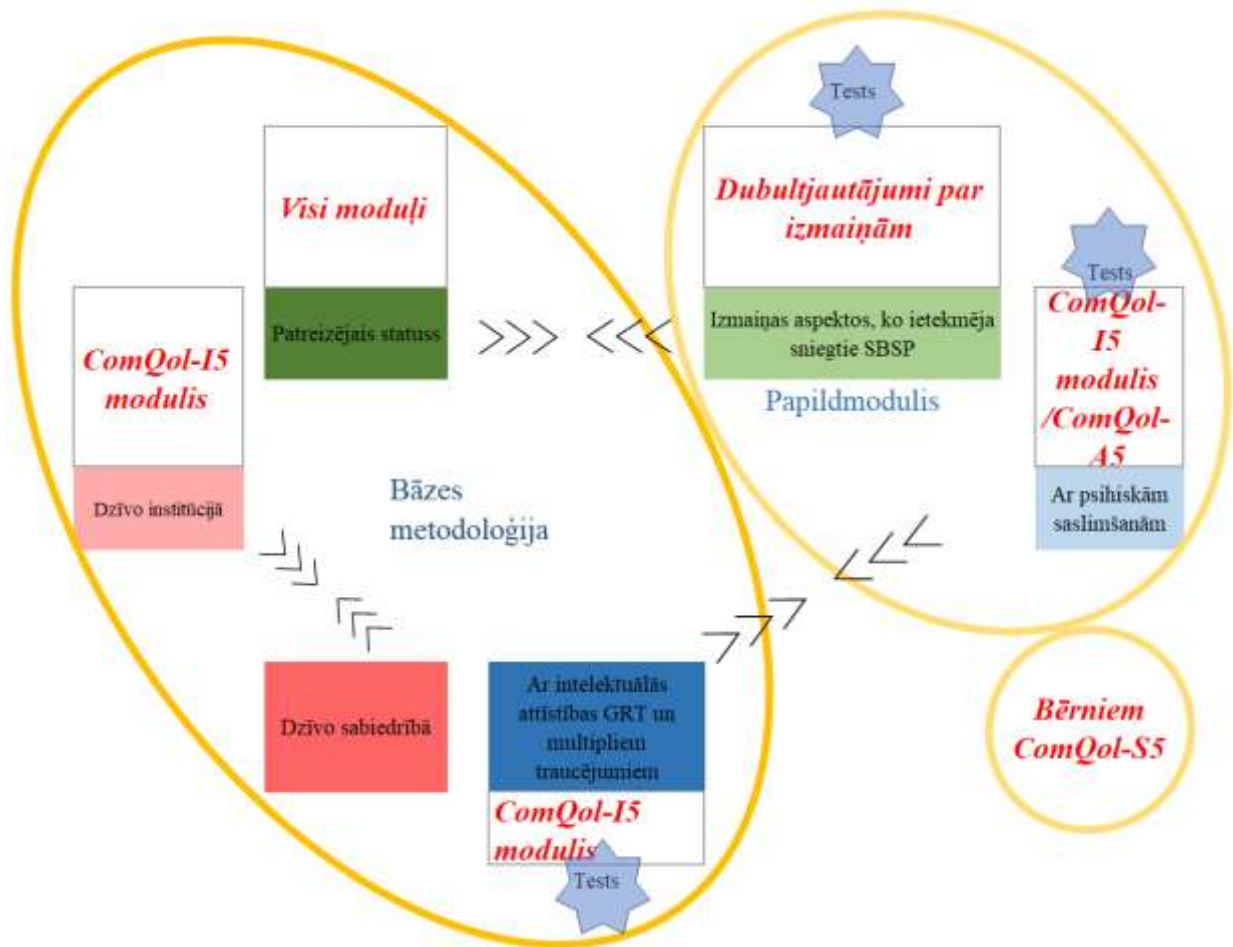 Tests
Dubultjautājumi par
izmaiņām
Visi moduļi
Tests
ComQol-
I5
modulis
/ComQol-
A5
ComQol-I5
modulis
Patreizējais statuss
Izmaiņas aspektos, ko ietekmēja
sniegtie SBSP
Papildmodulis
Bāzes
metodoloģija
Dzīvo institūcijā
Ar psihiskām
saslimšanām
Dzīvo sabiedrībā
Ar intelektuālās
attīstības GRT un
multipliem
traucējumiem
ComQol-I5
modulis
Tests
Bērniem
ComQol-S5